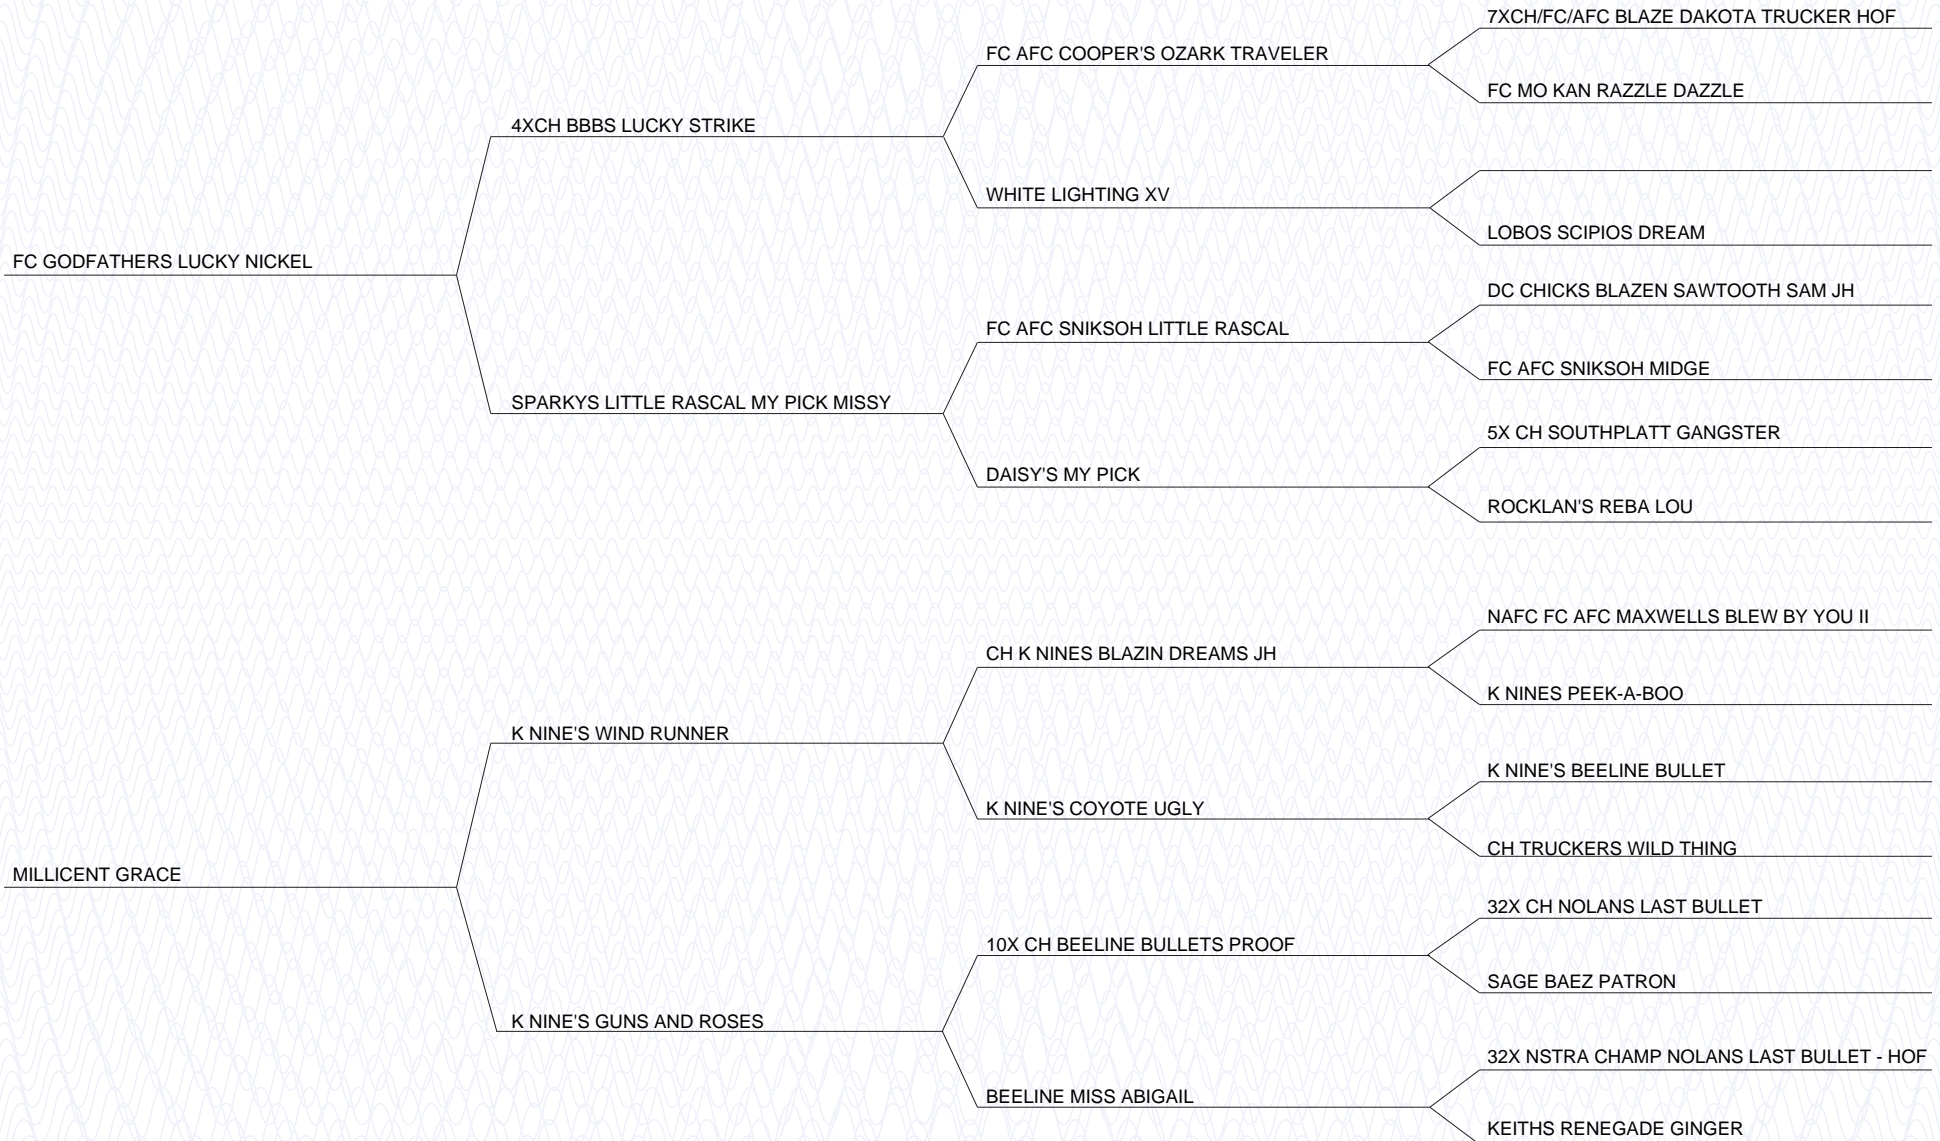 7XCH/FC/AFC BLAZE DAKOTA TRUCKER HOF
FC AFC COOPER'S OZARK TRAVELER
FC MO KAN RAZZLE DAZZLE
4XCH BBBS LUCKY STRIKE
WHITE LIGHTING XV
LOBOS SCIPIOS DREAM
FC GODFATHERS LUCKY NICKEL
DC CHICKS BLAZEN SAWTOOTH SAM JH
FC AFC SNIKSOH LITTLE RASCAL
FC AFC SNIKSOH MIDGE
SPARKYS LITTLE RASCAL MY PICK MISSY
5X CH SOUTHPLATT GANGSTER
DAISY'S MY PICK
ROCKLAN'S REBA LOU
NAFC FC AFC MAXWELLS BLEW BY YOU II
CH K NINES BLAZIN DREAMS JH
K NINES PEEK-A-BOO
K NINE'S WIND RUNNER
K NINE'S BEELINE BULLET
K NINE'S COYOTE UGLY
CH TRUCKERS WILD THING
MILLICENT GRACE
32X CH NOLANS LAST BULLET
10X CH BEELINE BULLETS PROOF
SAGE BAEZ PATRON
K NINE'S GUNS AND ROSES
32X NSTRA CHAMP NOLANS LAST BULLET - HOF
BEELINE MISS ABIGAIL
KEITHS RENEGADE GINGER